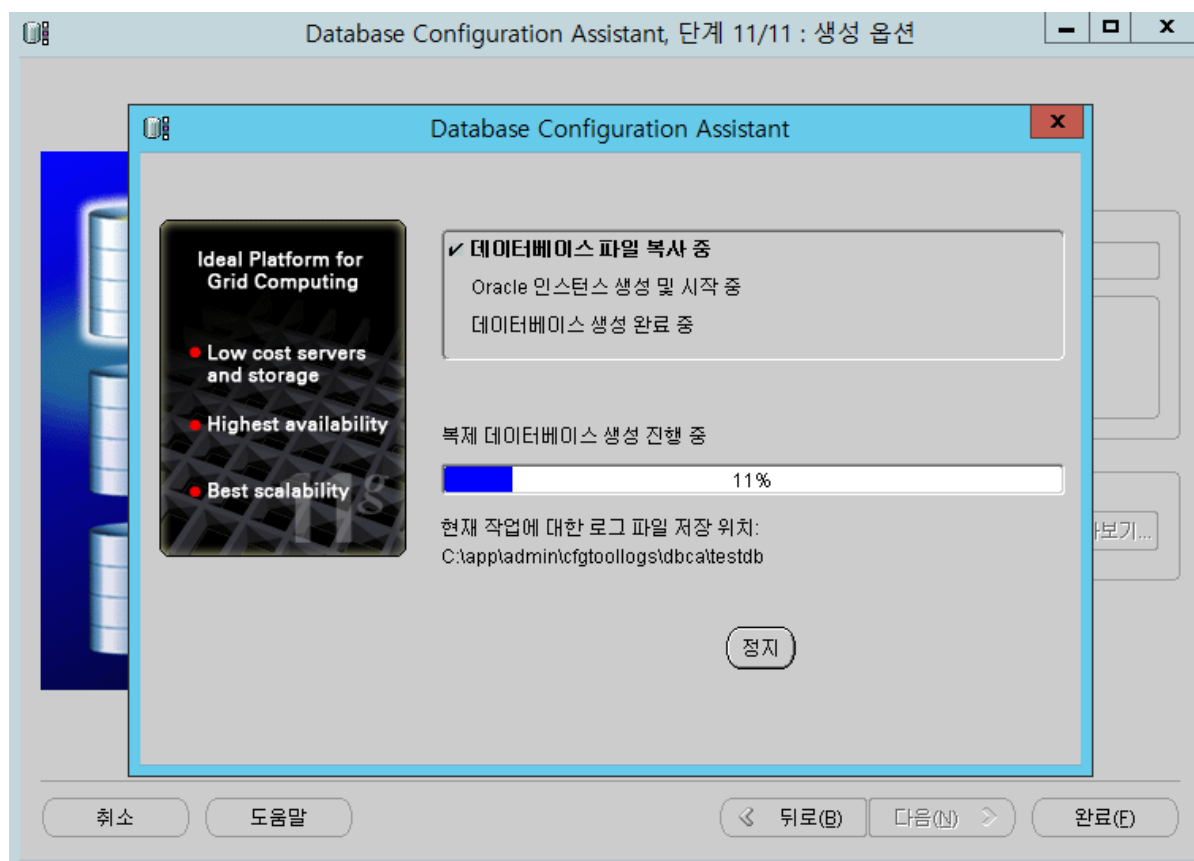 Database Configuration Assistant, 단계 11/11 : 생성 옵션
Database Configuration Assistant
Ideal Platform for
Grid Computing
Low cost servers
and storage
Highest availability
Best scalability
11g
✔ 데이터베이스 파일 복사 중
Oracle 인스턴스 생성 및 시작 중
데이터베이스 생성 완료 중
복제 데이터베이스 생성 진행 중
11%
현재 작업에 대한 로그 파일 저장 위치:
C:\app\admin\cfgtoollogs\dbca\testdb
보기...
정지
취소
도움말
뒤로(B)
다음(N)
완료(F)